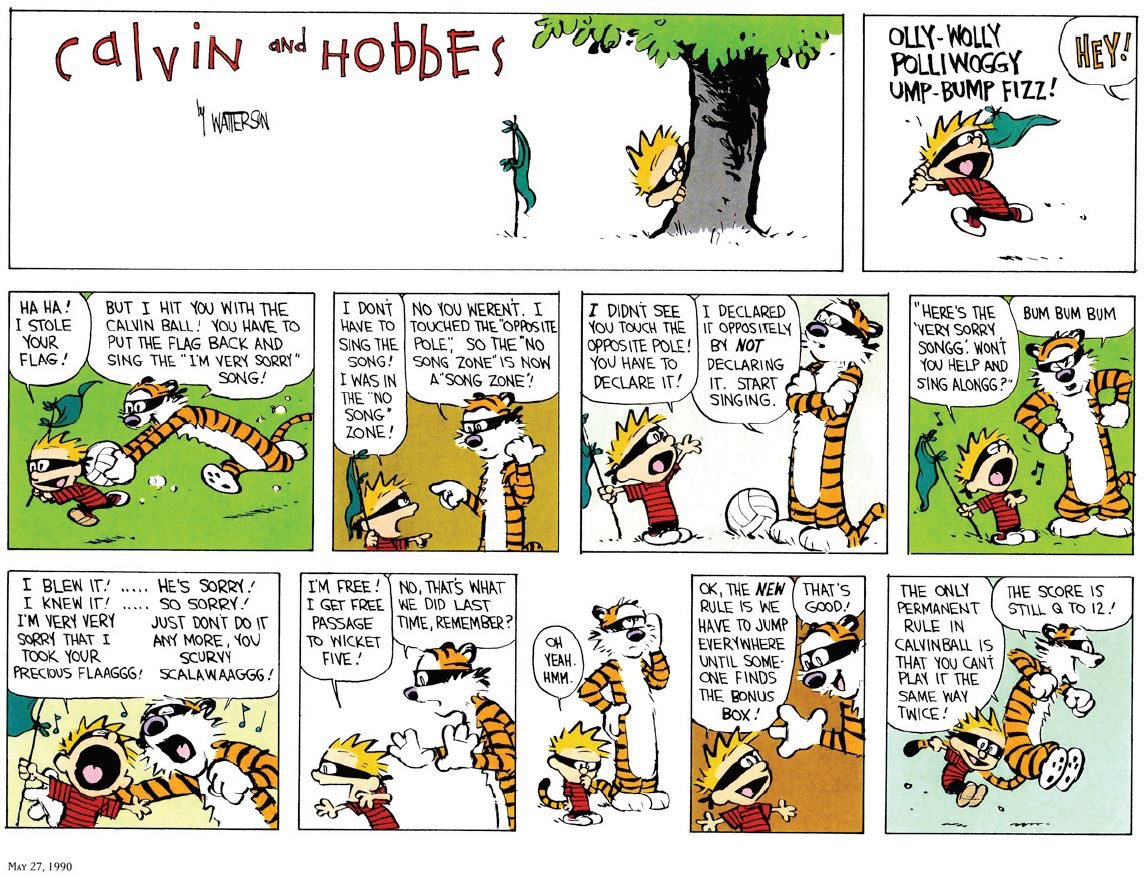 Calvin and Hobbes
by Watterson
OLLY-WOLLY
POLLIWOGGY
UMP-BUMP FIZZ!
HEY!
HA HA!
I STOLE
YOUR
FLAG!
BUT I HIT YOU WITH THE
CALVIN BALL! YOU HAVE TO
PUT THE FLAG BACK AND
SING THE "I'M VERY SORRY"
SONG!
I DON'T
HAVE TO
SING THE
SONG!
I WAS IN
THE "NO
SONG"
ZONE!
NO YOU WEREN'T. I
TOUCHED THE "OPPOSITE
POLE", SO THE "NO
SONG ZONE" IS NOW
A "SONG ZONE"!
I DIDN'T SEE
YOU TOUCH THE
OPPOSITE POLE!
YOU HAVE TO
DECLARE IT!
I DECLARED
IT OPPOSITELY
BY NOT
DECLARING
IT. START
SINGING.
"HERE'S THE
'VERY SORRY
SONGG'. WON'T
YOU HELP AND
SING ALONGG?"
BUM BUM BUM
I BLEW IT! ..... HE'S SORRY!
I KNEW IT! ..... SO SORRY!
I'M VERY VERY
SORRY THAT I
TOOK YOUR
PRECIOUS FLAAGGG!
JUST DON'T DO IT
ANY MORE, YOU
SCURVY
SCALAWAAGGG!
I'M FREE!
I GET FREE
PASSAGE
TO WICKET
FIVE!
NO, THAT'S WHAT
WE DID LAST
TIME, REMEMBER?
OH
YEAH.
HMM.
OK, THE NEW
RULE IS WE
HAVE TO JUMP
EVERYWHERE
UNTIL SOME-
ONE FINDS
THE BONUS
BOX!
THAT'S
GOOD!
THE ONLY
PERMANENT
RULE IN
CALVINBALL IS
THAT YOU CAN'T
PLAY IT THE
SAME WAY
TWICE!
THE SCORE IS
STILL Q TO 12!
MAY 27, 1990